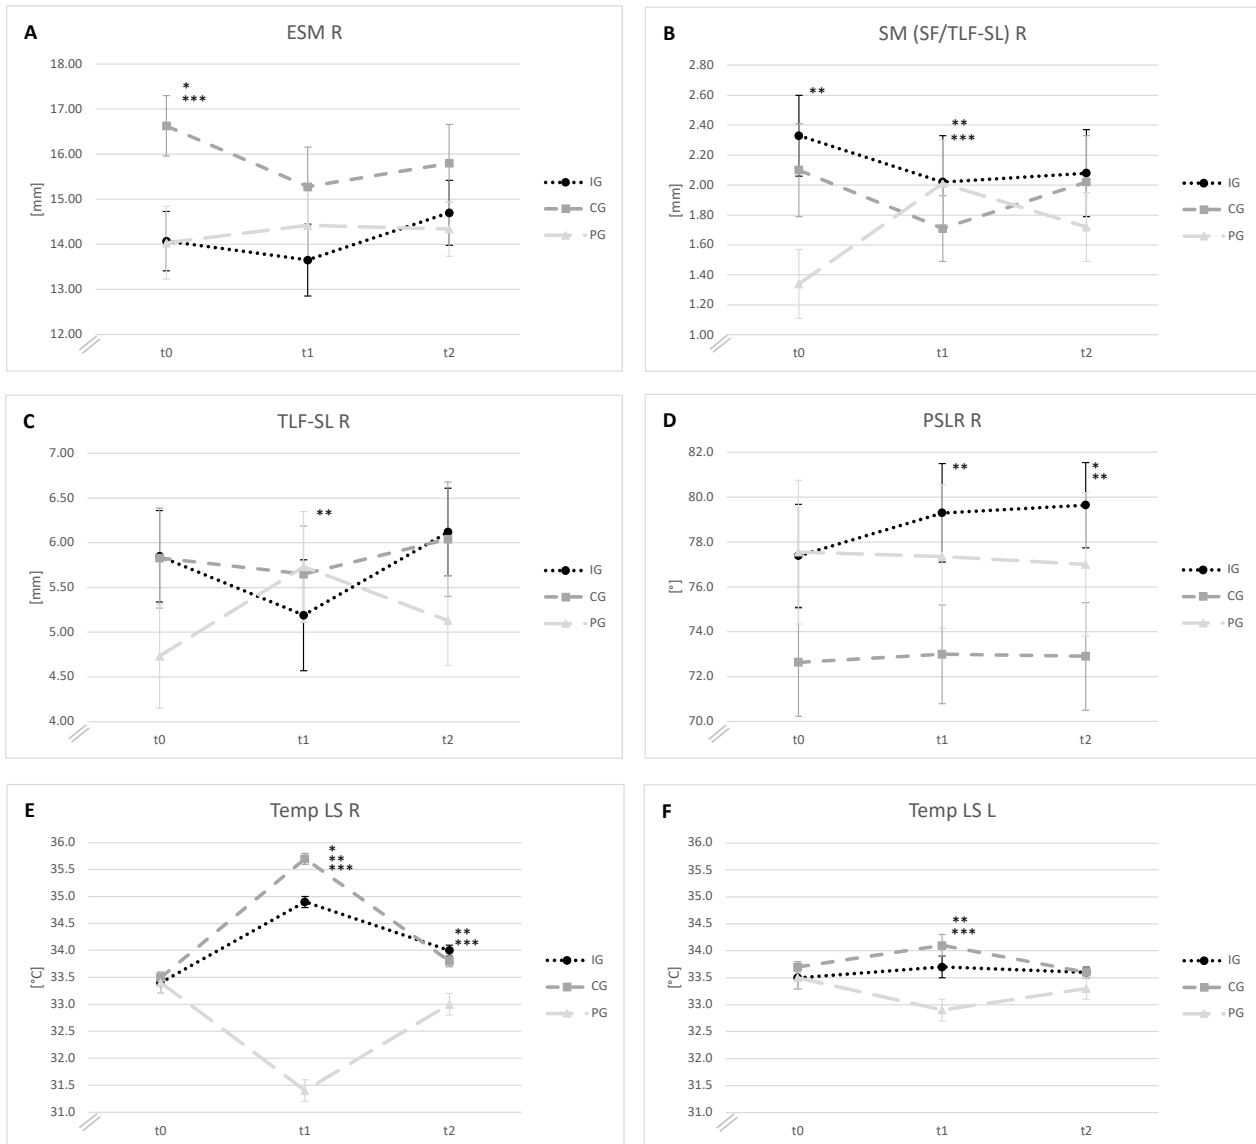 A
ESM R
18.00
17.00
16.00
15.00
14.00
13.00
12.00
[mm]
*
***
t0
t1
t2
IG
CG
PG
B
SM (SF/TLF-SL) R
2.80
2.60
2.40
2.20
2.00
1.80
1.60
1.40
1.20
1.00
[mm]
**
**
***
t0
t1
t2
IG
CG
PG
C
TLF-SL R
7.00
6.50
6.00
5.50
5.00
4.50
4.00
[mm]
**
t0
t1
t2
IG
CG
PG
D
PSLR R
82.0
80.0
78.0
76.0
74.0
72.0
70.0
[°]
**
*
**
t0
t1
t2
IG
CG
PG
E
Temp LS R
36.0
35.5
35.0
34.5
34.0
33.5
33.0
32.5
32.0
31.5
31.0
[°C]
*
**
***
**
***
t0
t1
t2
IG
CG
PG
F
Temp LS L
36.0
35.5
35.0
34.5
34.0
33.5
33.0
32.5
32.0
31.5
31.0
[°C]
**
***
t0
t1
t2
IG
CG
PG